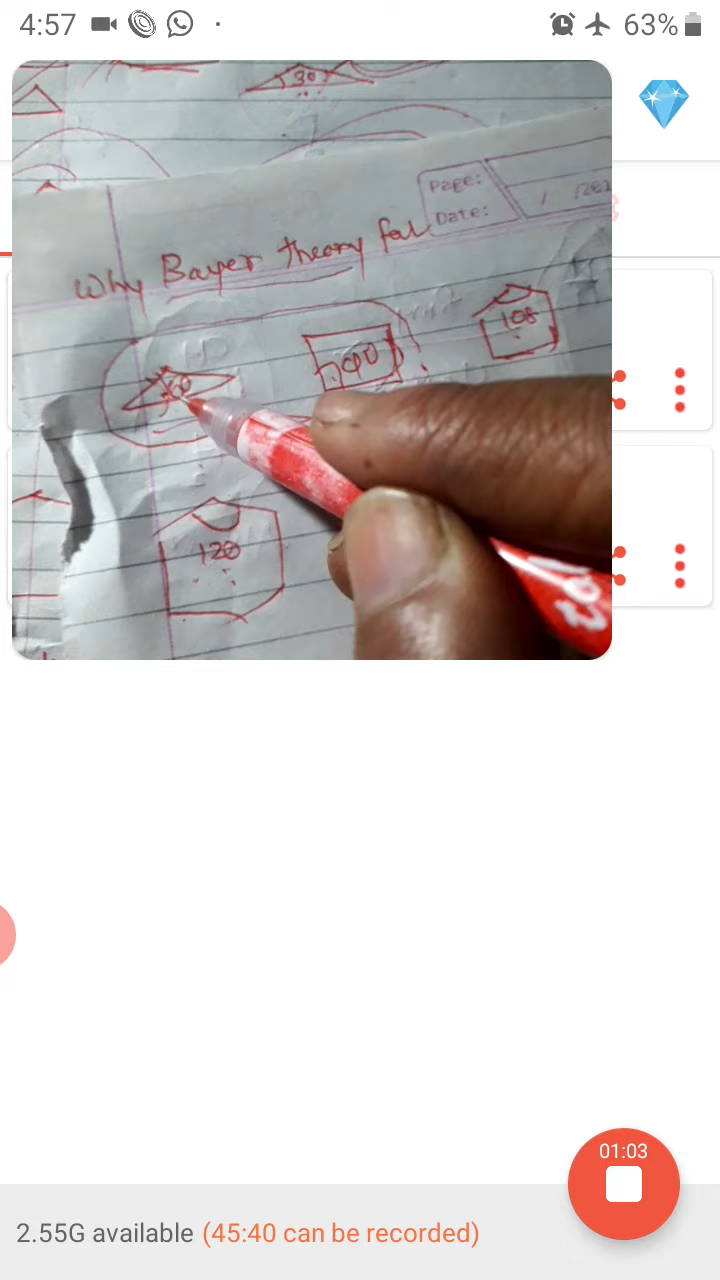 4:57 63%
30
Page:
Date:
Why Bayer theory fail
60
90
108
120
01:03
2.55G available (45:40 can be recorded)